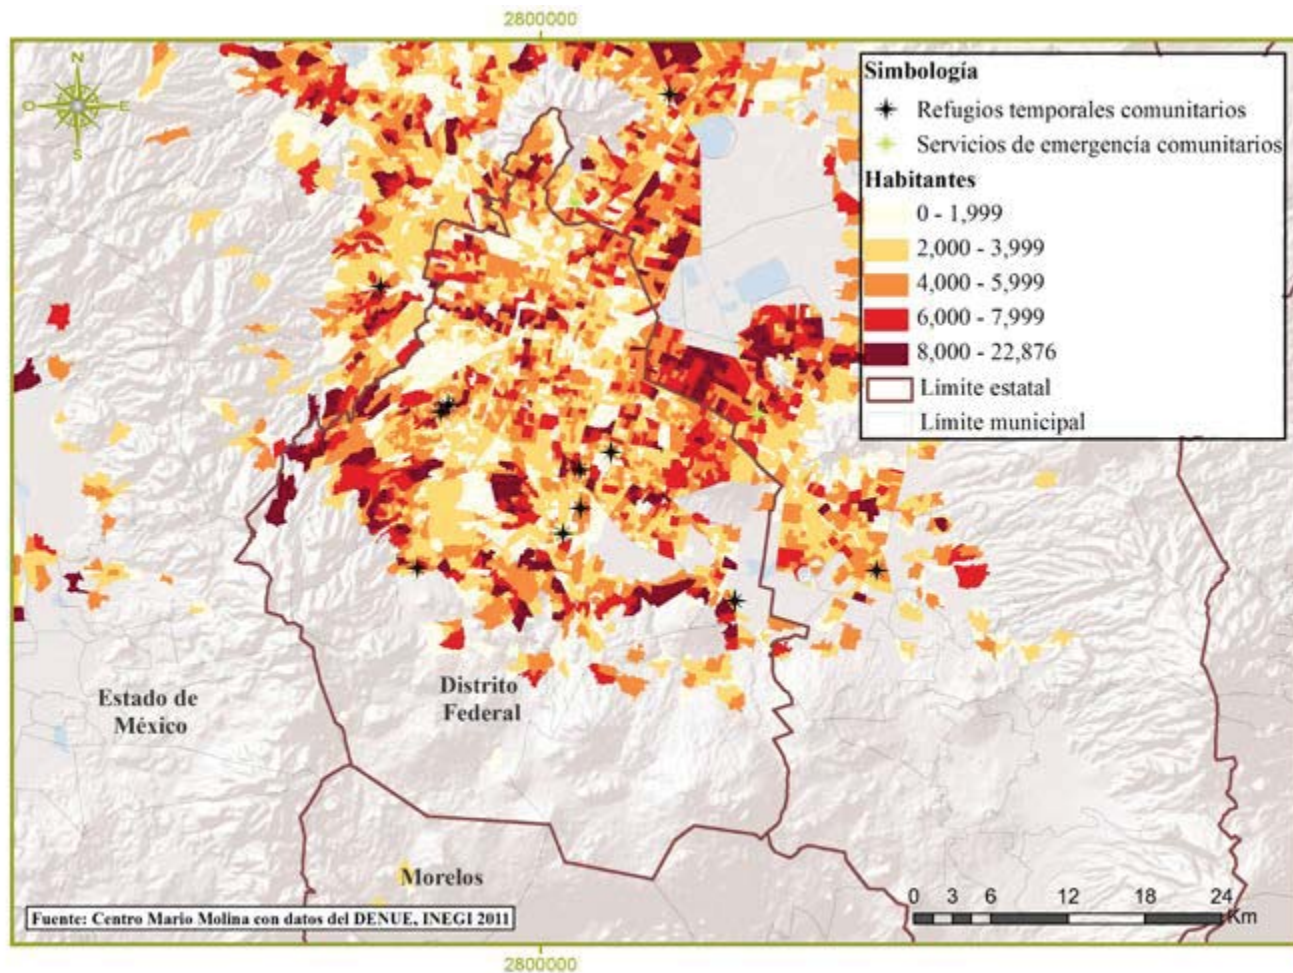 2800000
N
O
E
S
Simbología
Refugios temporales comunitarios
Servicios de emergencía comunitarios
Habitantes
0 - 1,999
2,000 - 3,999
4,000 - 5,999
6,000 - 7,999
8,000 - 22,876
Límite estatal
Límite municipal
Estado de
México
Distrito
Federal
Morelos
0 3 6 12 18 24
Km
Fuente: Centro Mario Molina con datos del DENUE, INEGI 2011
2800000